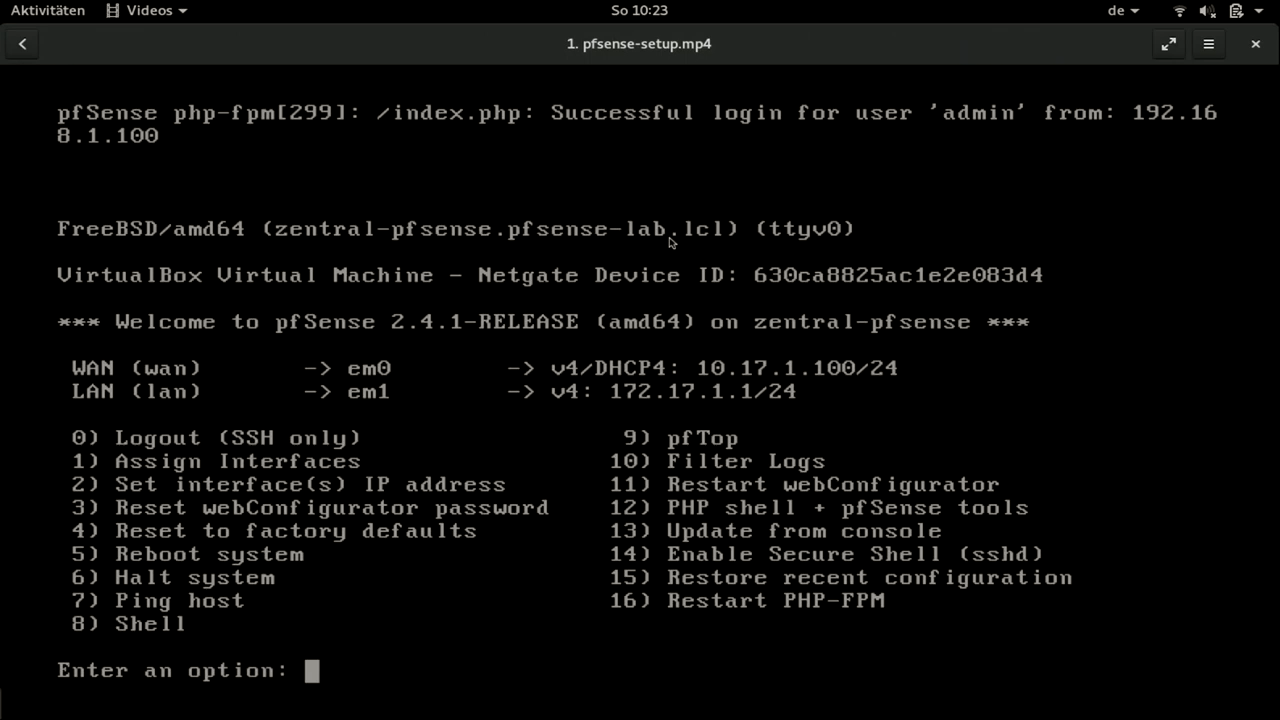 Aktivitäten Videos So 10:23 de
1. pfsense-setup.mp4
pfSense php-fpm[299]: /index.php: Successful login for user 'admin' from: 192.16
8.1.100
FreeBSD/amd64 (zentral-pfsense.pfsense-lab.lcl) (ttyv0)
VirtualBox Virtual Machine - Netgate Device ID: 630ca8825ac1e2e083d4
*** Welcome to pfSense 2.4.1-RELEASE (amd64) on zentral-pfsense ***
WAN (wan) -> em0 -> v4/DHCP4: 10.17.1.100/24
LAN (lan) -> em1 -> v4: 172.17.1.1/24
0) Logout (SSH only) 9) pfTop
1) Assign Interfaces 10) Filter Logs
2) Set interface(s) IP address 11) Restart webConfigurator
3) Reset webConfigurator password 12) PHP shell + pfSense tools
4) Reset to factory defaults 13) Update from console
5) Reboot system 14) Enable Secure Shell (sshd)
6) Halt system 15) Restore recent configuration
7) Ping host 16) Restart PHP-FPM
8) Shell
Enter an option: